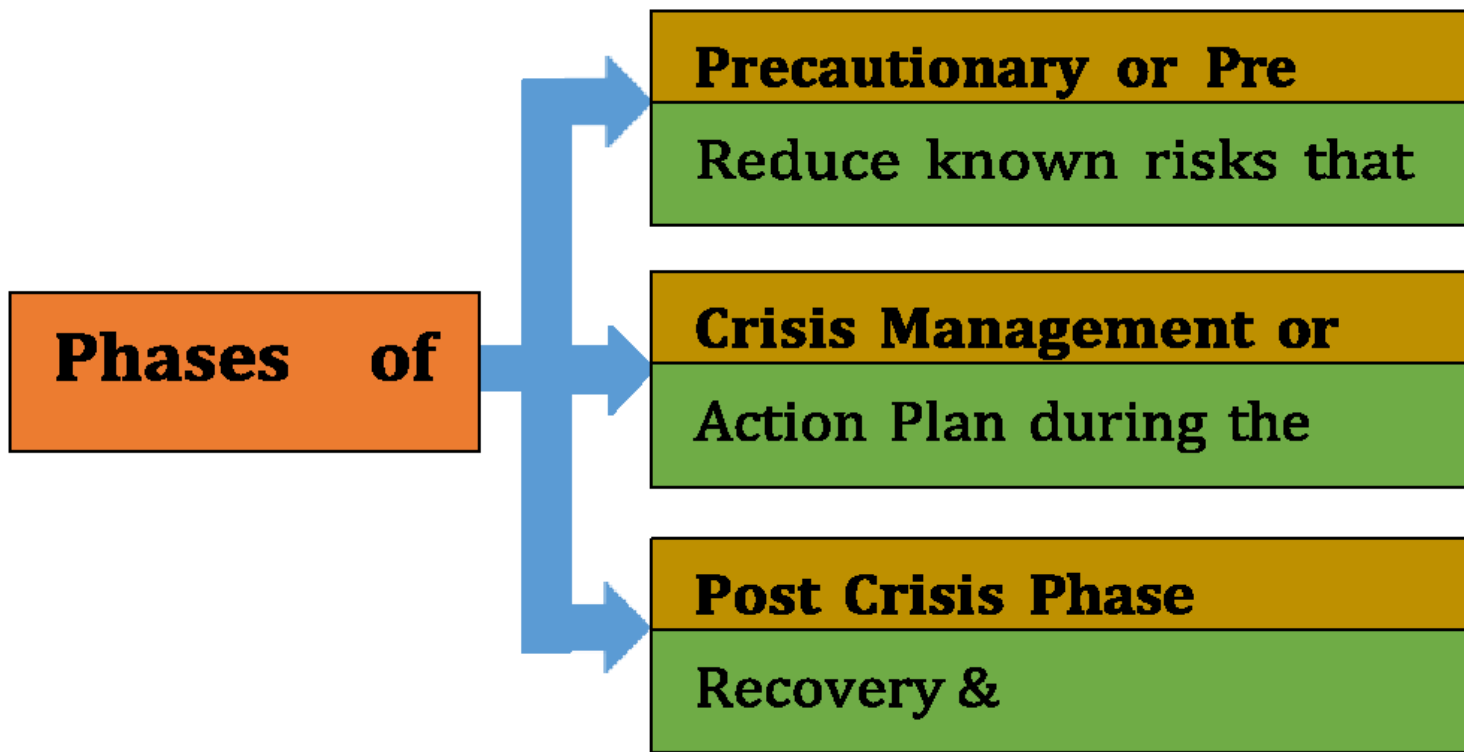 Phases of
Precautionary or Pre
Reduce known risks that
Crisis Management or
Action Plan during the
Post Crisis Phase
Recovery &